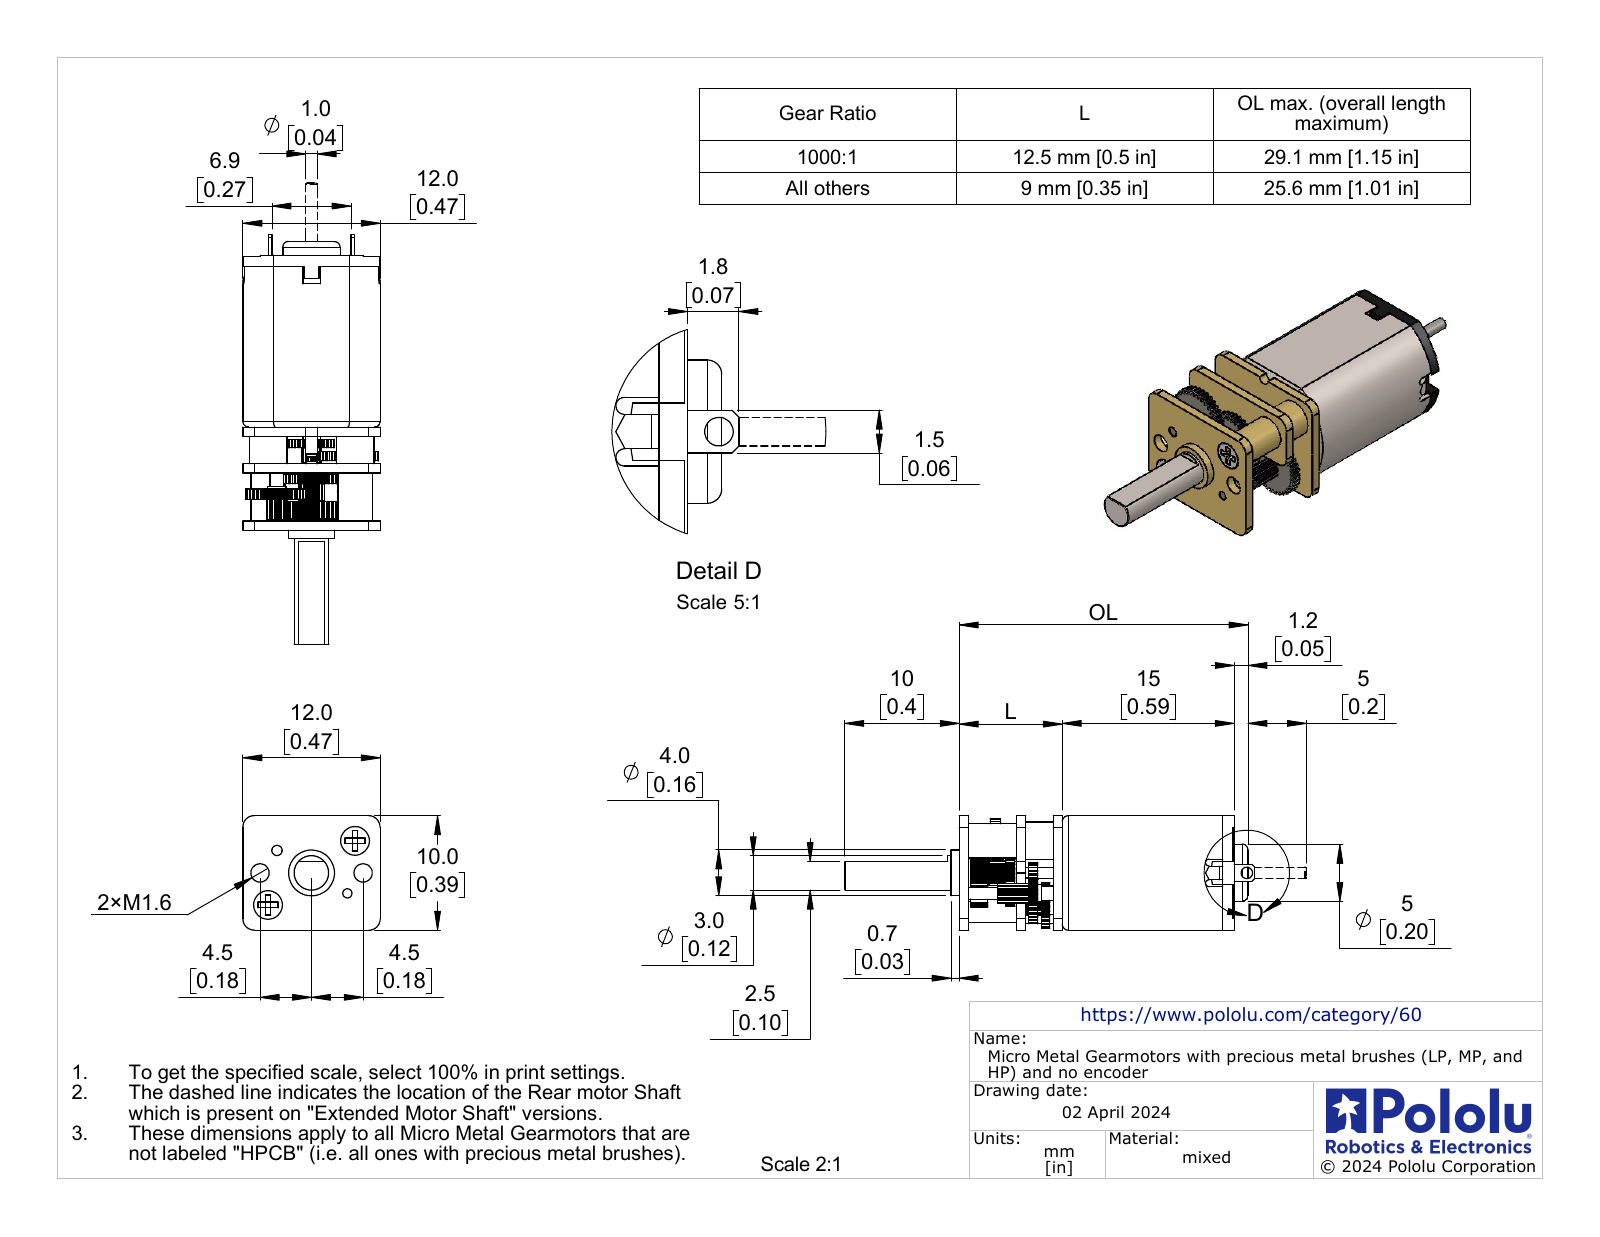 1.0
⌀ [0.04]
6.9
[0.27]
12.0
[0.47]
Gear Ratio L OL max. (overall length
maximum)
1000:1 12.5 mm [0.5 in] 29.1 mm [1.15 in]
All others 9 mm [0.35 in] 25.6 mm [1.01 in]
1.8
[0.07]
1.5
[0.06]
Detail D
Scale 5:1
12.0
[0.47]
10.0
[0.39]
2×M1.6
4.5
[0.18]
4.5
[0.18]
OL
1.2
[0.05]
10
[0.4]
L
15
[0.59]
5
[0.2]
4.0
⌀ [0.16]
3.0
⌀ [0.12]
2.5
[0.10]
0.7
[0.03]
D
5
⌀ [0.20]
1. To get the specified scale, select 100% in print settings.
2. The dashed line indicates the location of the Rear motor Shaft
which is present on "Extended Motor Shaft" versions.
3. These dimensions apply to all Micro Metal Gearmotors that are
not labeled "HPCB" (i.e. all ones with precious metal brushes).
Scale 2:1
https://www.pololu.com/category/60
Name:
Micro Metal Gearmotors with precious metal brushes (LP, MP, and
HP) and no encoder
Drawing date:
02 April 2024
Units:
mm
[in]
Material:
mixed
Pololu
Robotics & Electronics®
© 2024 Pololu Corporation